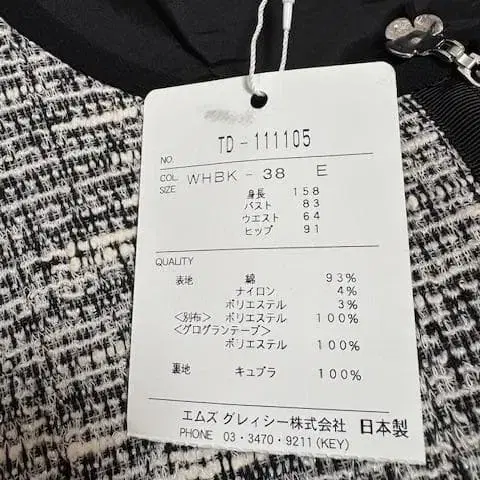 NO. TD-111105
COL. WHBK - 38 E
SIZE
身長 158
バスト 83
ウエスト 64
ヒップ 91
QUALITY
表地 綿 93%
ナイロン 4%
ポリエステル 3%
〈別布〉 ポリエステル 100%
〈グログランテープ〉
ポリエステル 100%
裏地 キュプラ 100%
エムズ グレィシー株式会社 日本製
PHONE 03・3470・9211(KEY)